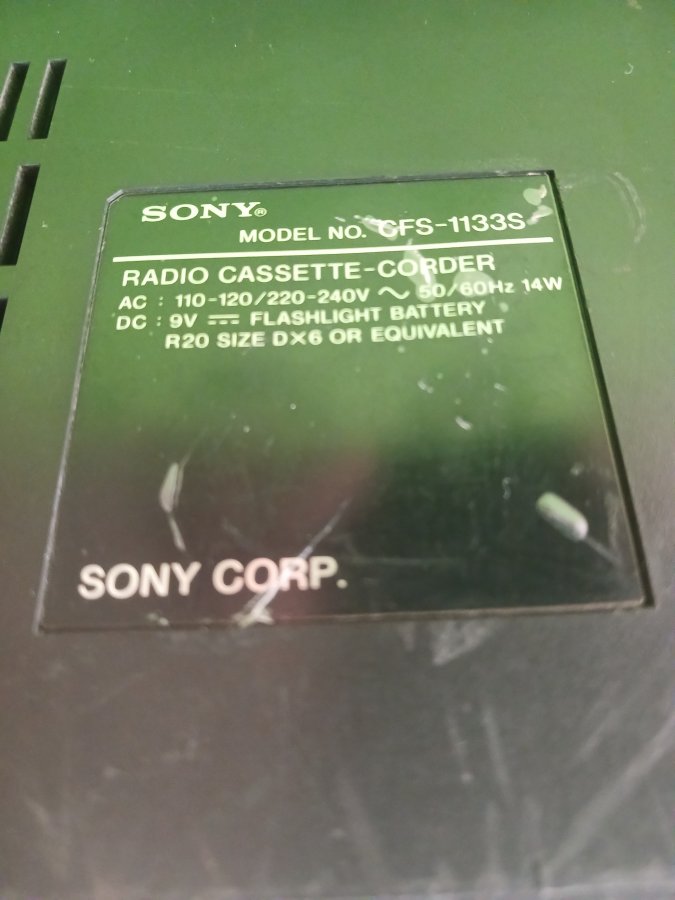 SONY®
MODEL NO. CFS-1133S
RADIO CASSETTE-CORDER
AC : 110-120/220-240V ∼ 50/60Hz 14W
DC : 9V ⎓ FLASHLIGHT BATTERY
R20 SIZE D×6 OR EQUIVALENT
SONY CORP.